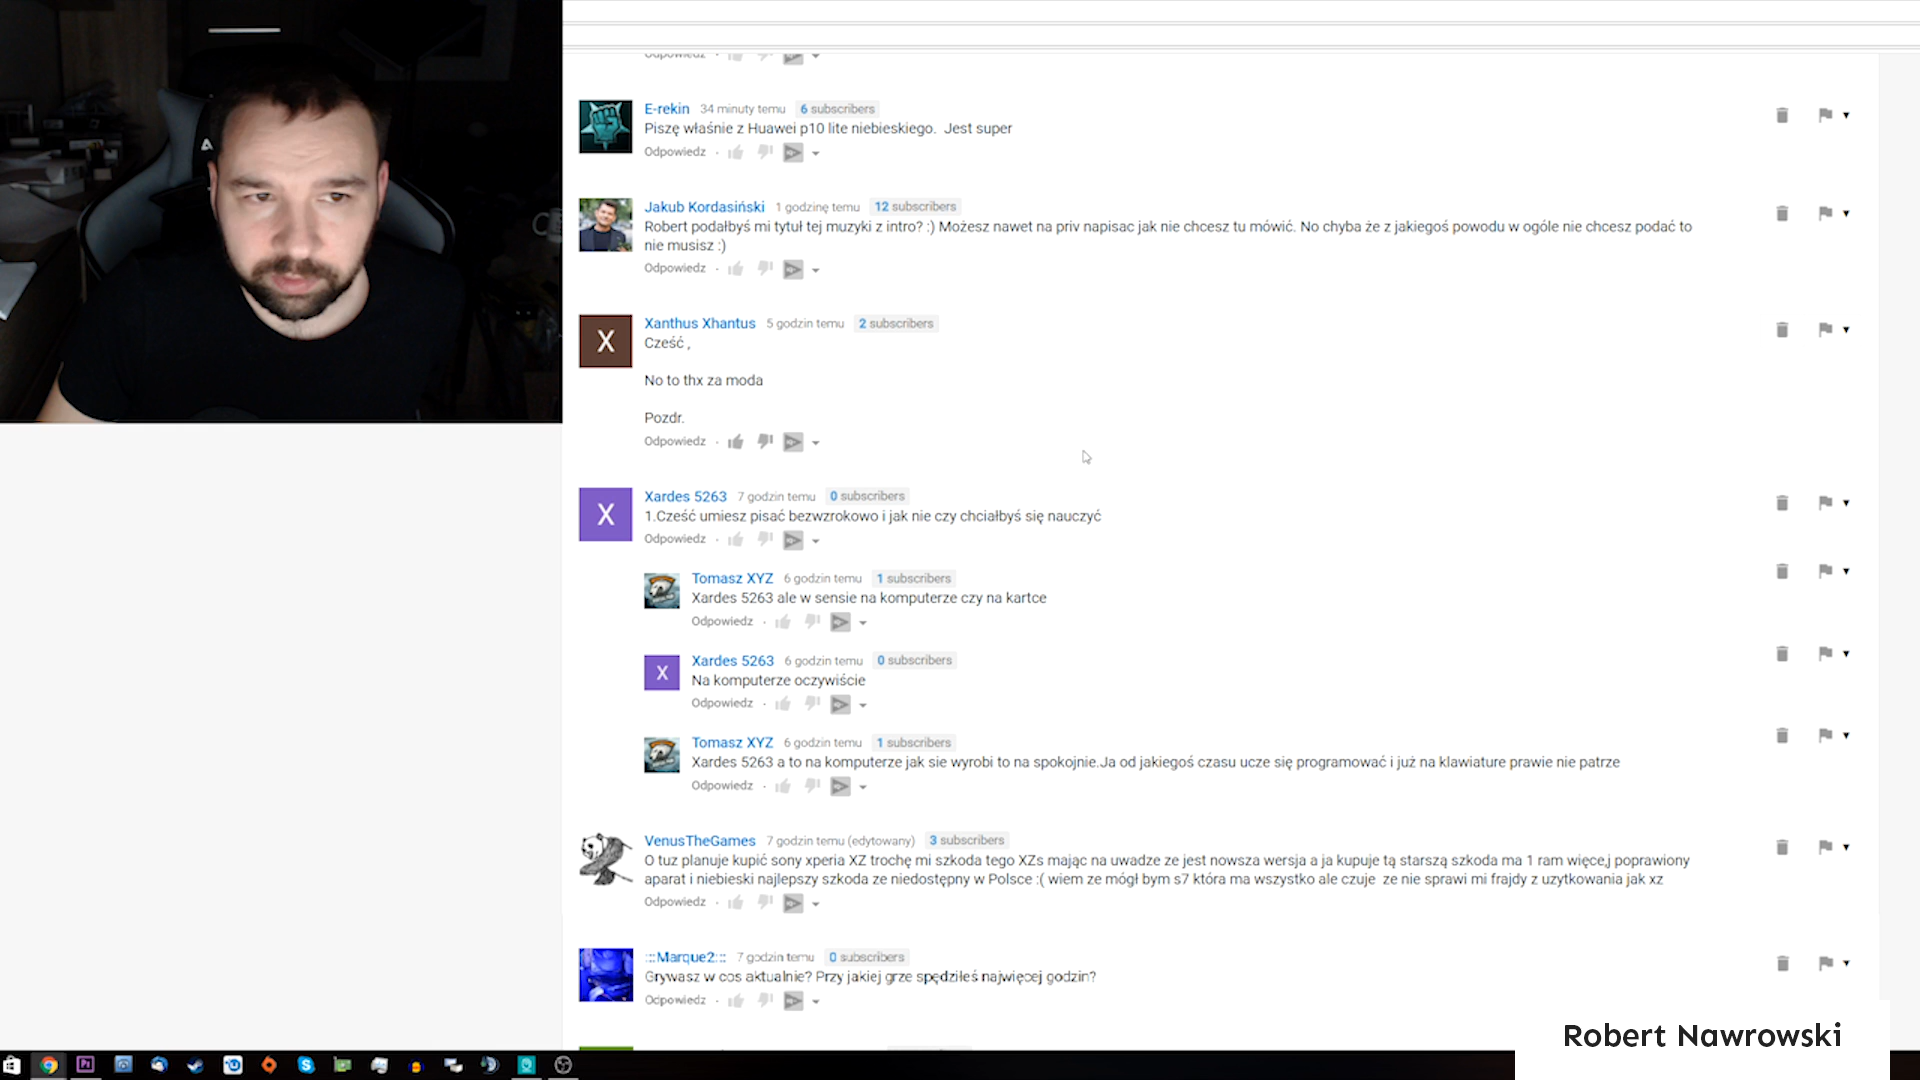 Odpowiedz ·
E-rekin 34 minuty temu 6 subscribers
Piszę właśnie z Huawei p10 lite niebieskiego. Jest super
Odpowiedz ·
Jakub Kordasiński 1 godzinę temu 12 subscribers
Robert podałbyś mi tytuł tej muzyki z intro? :) Możesz nawet na priv napisac jak nie chcesz tu mówić. No chyba że z jakiegoś powodu w ogóle nie chcesz podać to
nie musisz :)
Odpowiedz ·
X
Xanthus Xhantus 5 godzin temu 2 subscribers
Cześć ,
No to thx za moda
Pozdr.
Odpowiedz ·
X
Xardes 5263 7 godzin temu 0 subscribers
1.Cześć umiesz pisać bezwzrokowo i jak nie czy chciałbyś się nauczyć
Odpowiedz ·
Tomasz XYZ 6 godzin temu 1 subscribers
Xardes 5263 ale w sensie na komputerze czy na kartce
Odpowiedz ·
X
Xardes 5263 6 godzin temu 0 subscribers
Na komputerze oczywiście
Odpowiedz ·
Tomasz XYZ 6 godzin temu 1 subscribers
Xardes 5263 a to na komputerze jak sie wyrobi to na spokojnie.Ja od jakiegoś czasu ucze się programować i już na klawiature prawie nie patrze
Odpowiedz ·
VenusTheGames 7 godzin temu (edytowany) 3 subscribers
O tuz planuje kupić sony xperia XZ trochę mi szkoda tego XZs mając na uwadze ze jest nowsza wersja a ja kupuje tą starszą szkoda ma 1 ram więce,j poprawiony
aparat i niebieski najlepszy szkoda ze niedostępny w Polsce :( wiem ze mógł bym s7 która ma wszystko ale czuje ze nie sprawi mi frajdy z uzytkowania jak xz
Odpowiedz ·
:::Marque2::: 7 godzin temu 0 subscribers
Grywasz w cos aktualnie? Przy jakiej grze spędziłeś najwięcej godzin?
Odpowiedz ·
Robert Nawrowski